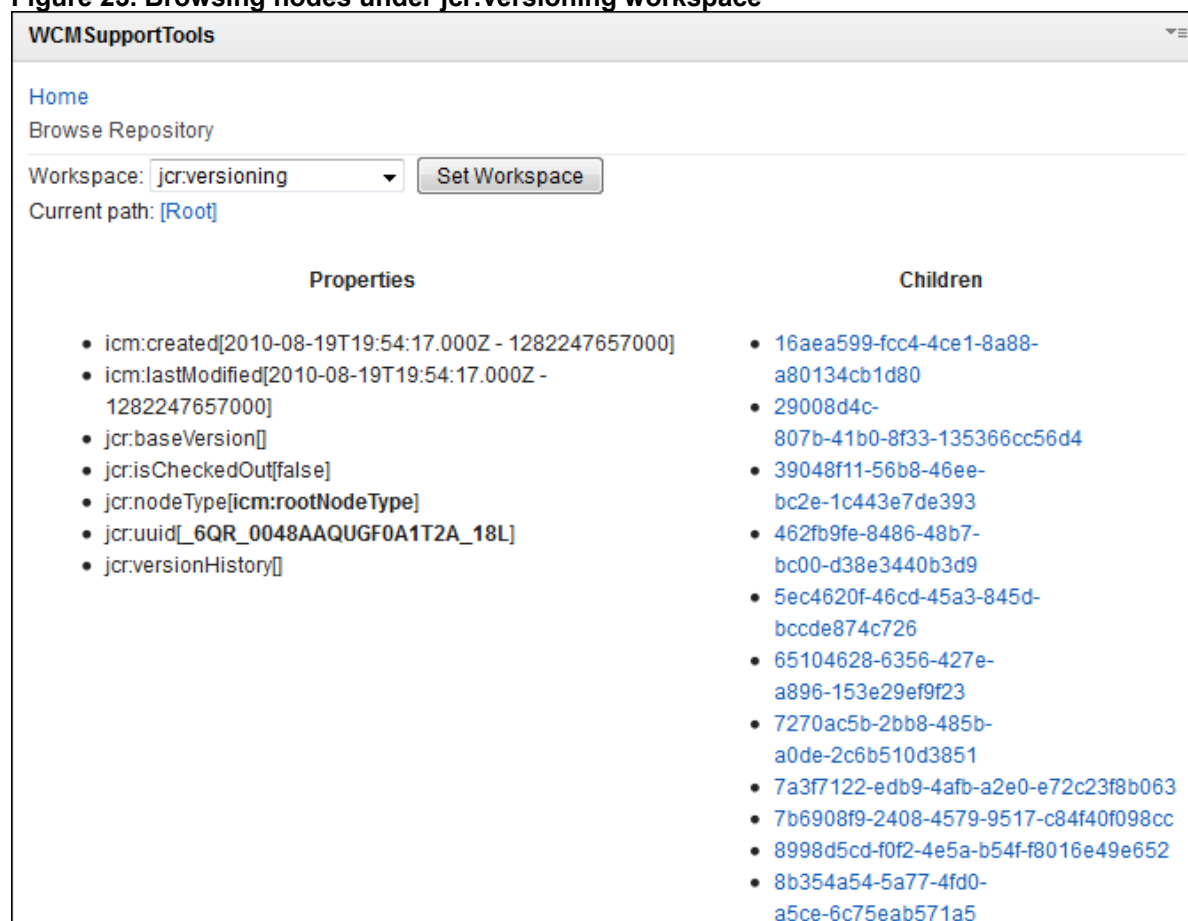 Figure 25. Browsing nodes under jcr:versioning workspace
WCMSupportTools
Home
Browse Repository
Workspace: jcr:versioning Set Workspace
Current path: [Root]
Properties
icm:created[2010-08-19T19:54:17.000Z - 1282247657000]
icm:lastModified[2010-08-19T19:54:17.000Z -
1282247657000]
jcr:baseVersion[]
jcr:isCheckedOut[false]
jcr:nodeType[icm:rootNodeType]
jcr:uuid[_6QR_0048AAQUGF0A1T2A_18L]
jcr:versionHistory[]
Children
16aea599-fcc4-4ce1-8a88-
a80134cb1d80
29008d4c-
807b-41b0-8f33-135366cc56d4
39048f11-56b8-46ee-
bc2e-1c443e7de393
462fb9fe-8486-48b7-
bc00-d38e3440b3d9
5ec4620f-46cd-45a3-845d-
bccde874c726
65104628-6356-427e-
a896-153e29ef9f23
7270ac5b-2bb8-485b-
a0de-2c6b510d3851
7a3f7122-edb9-4afb-a2e0-e72c23f8b063
7b6908f9-2408-4579-9517-c84f40f098cc
8998d5cd-f0f2-4e5a-b54f-f8016e49e652
8b354a54-5a77-4fd0-
a5ce-6c75eab571a5